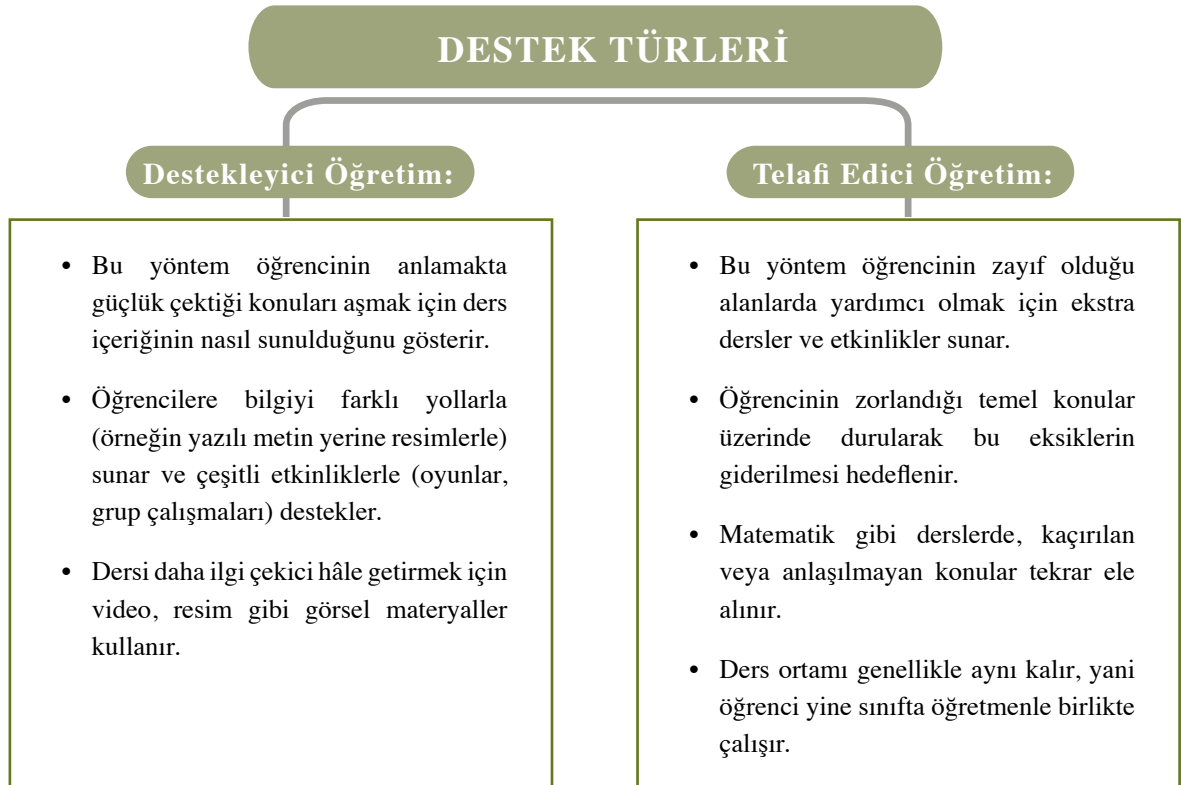 DESTEK TÜRLERİ
Destekleyici Öğretim:
• Bu yöntem öğrencinin anlamakta
güçlük çektiği konuları aşmak için ders
içeriğinin nasıl sunulduğunu gösterir.
• Öğrencilere bilgiyi farklı yollarla
(örneğin yazılı metin yerine resimlerle)
sunar ve çeşitli etkinliklerle (oyunlar,
grup çalışmaları) destekler.
• Dersi daha ilgi çekici hâle getirmek için
video, resim gibi görsel materyaller
kullanır.
Telafi Edici Öğretim:
• Bu yöntem öğrencinin zayıf olduğu
alanlarda yardımcı olmak için ekstra
dersler ve etkinlikler sunar.
• Öğrencinin zorlandığı temel konular
üzerinde durularak bu eksiklerin
giderilmesi hedeflenir.
• Matematik gibi derslerde, kaçırılan
veya anlaşılmayan konular tekrar ele
alınır.
• Ders ortamı genellikle aynı kalır, yani
öğrenci yine sınıfta öğretmenle birlikte
çalışır.